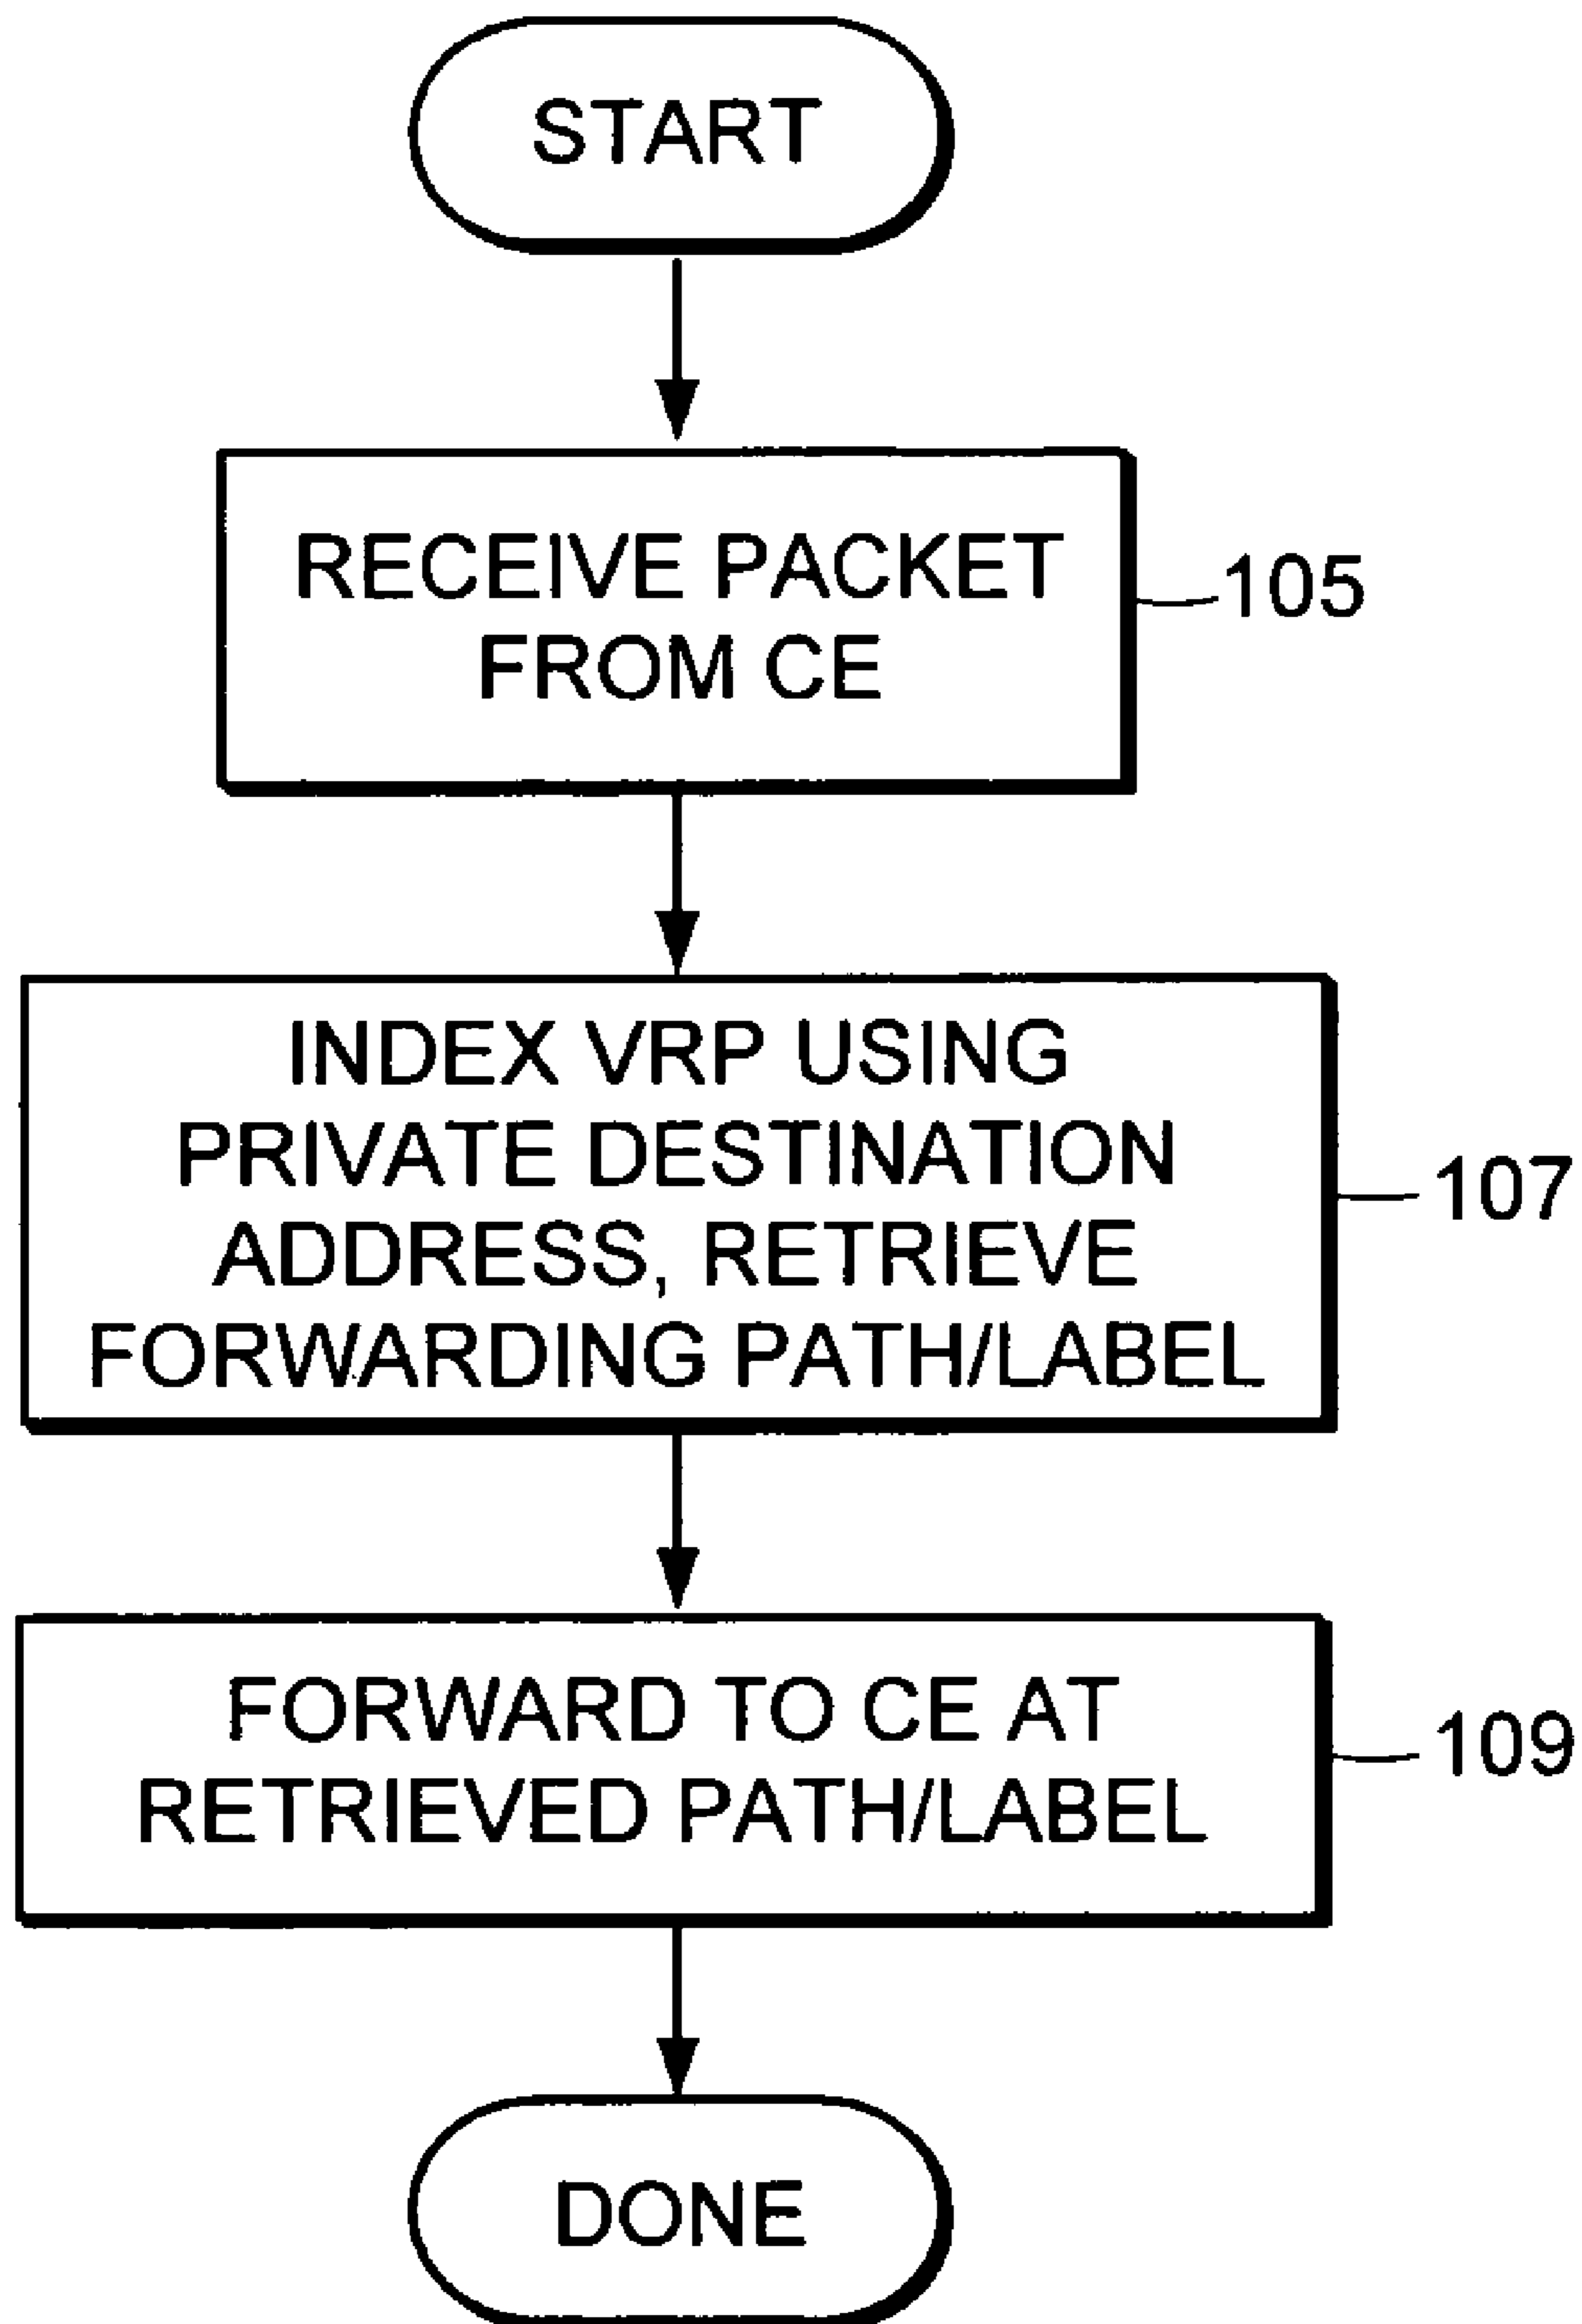 START
RECEIVE PACKET
FROM CE
105
INDEX VRP USING
PRIVATE DESTINATION
ADDRESS, RETRIEVE
FORWARDING PATH/LABEL
107
FORWARD TO CE AT
RETRIEVED PATH/LABEL
109
DONE